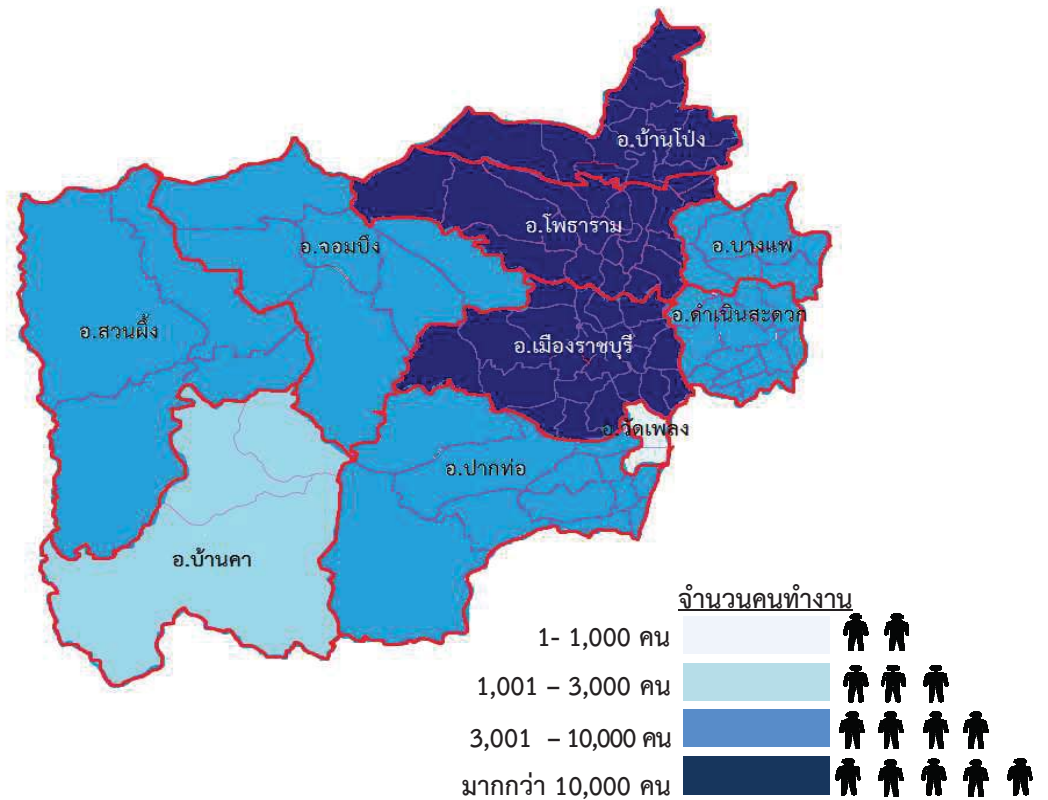 อ.บ้านโป่ง
อ.โพธาราม
อ.จอมบึง
อ.บางแพ
อ.สวนผึ้ง
อ.ดำเนินสะดวก
อ.เมืองราชบุรี
อ.วัดเพลง
อ.ปากท่อ
อ.บ้านคา
จำนวนคนทำงาน
1- 1,000 คน
1,001 – 3,000 คน
3,001 – 10,000 คน
มากกว่า 10,000 คน